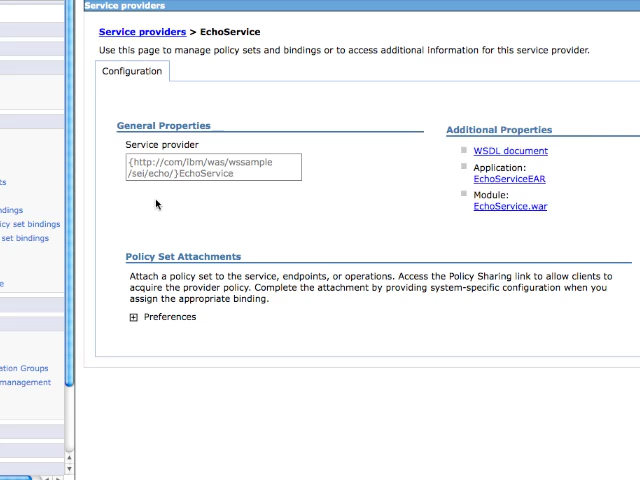 Service providers
Service providers > EchoService
Use this page to manage policy sets and bindings or to access additional information for this service provider.
Configuration
General Properties
Service provider
{http://com/ibm/was/wssample
/sei/echo/}EchoService
Additional Properties
WSDL document
Application:
EchoServiceEAR
Module:
EchoService.war
Policy Set Attachments
Attach a policy set to the service, endpoints, or operations. Access the Policy Sharing link to allow clients to
acquire the provider policy. Complete the attachment by providing system-specific configuration when you
assign the appropriate binding.
Preferences
ts
ndings
icy set bindings
set bindings
e
ation Groups
management